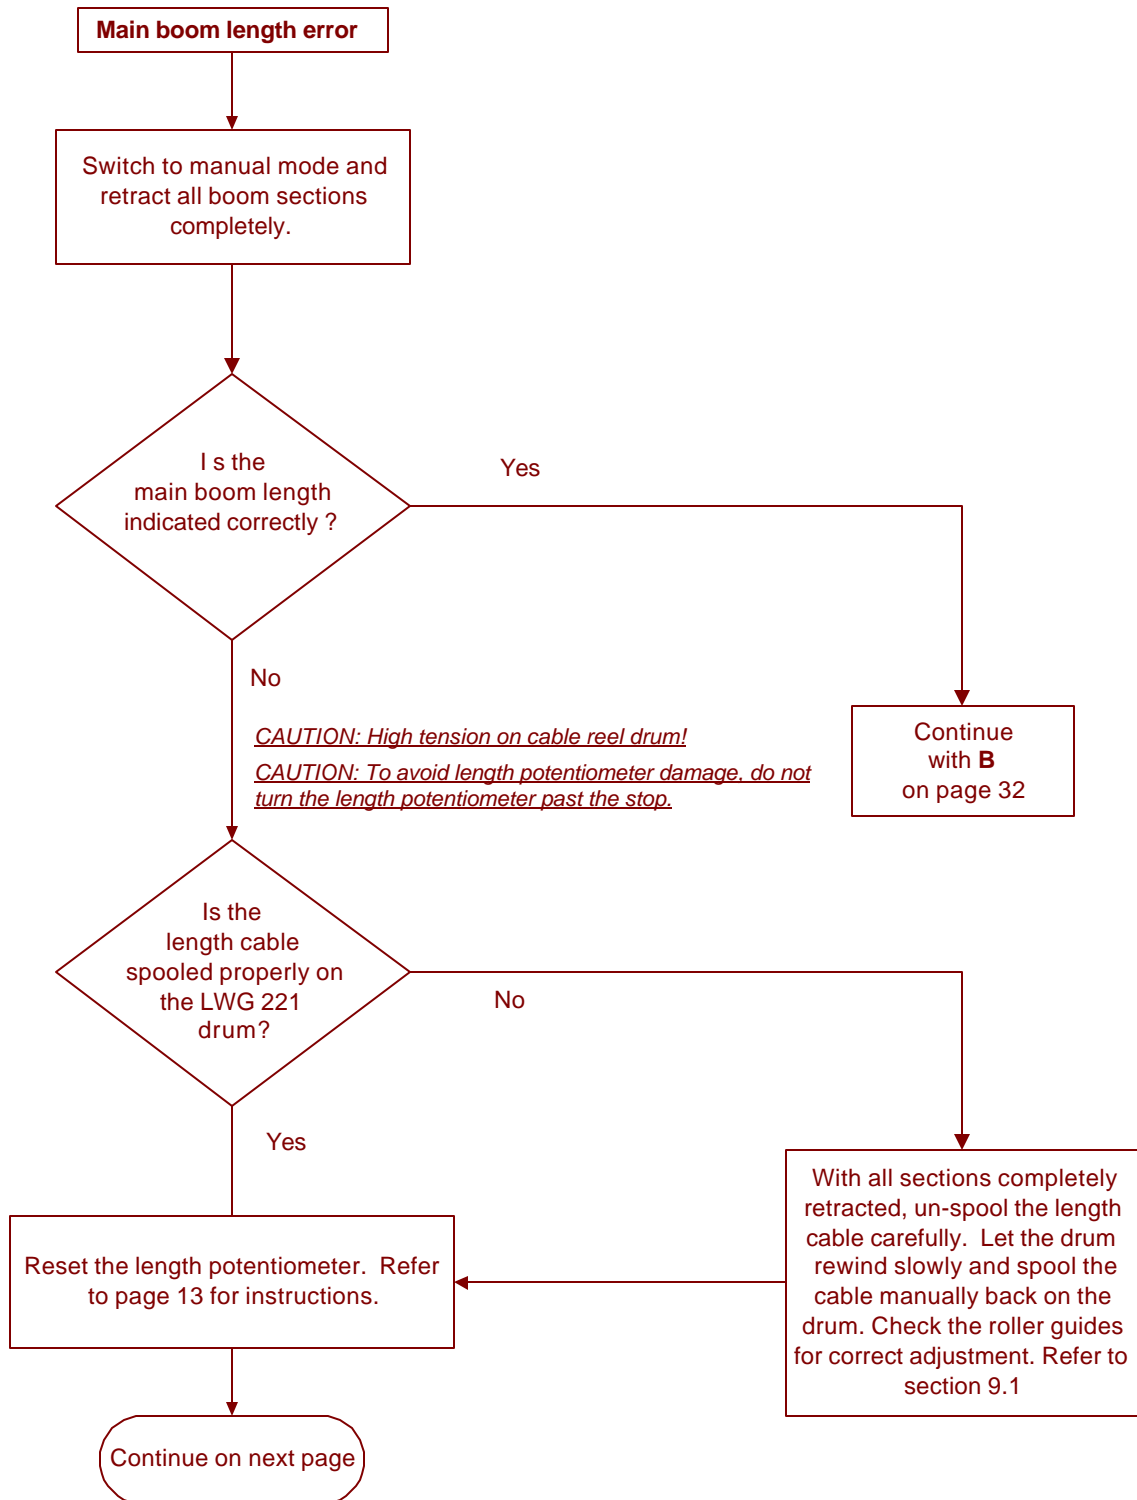 Main boom length error
Switch to manual mode and
retract all boom sections
completely.
I s the
main boom length
indicated correctly ?
Yes
No
CAUTION: High tension on cable reel drum!
CAUTION: To avoid length potentiometer damage, do not
turn the length potentiometer past the stop.
Continue
with B
on page 32
Is the
length cable
spooled properly on
the LWG 221
drum?
No
Yes
With all sections completely
retracted, un-spool the length
cable carefully. Let the drum
rewind slowly and spool the
cable manually back on the
drum. Check the roller guides
for correct adjustment. Refer to
section 9.1
Reset the length potentiometer. Refer
to page 13 for instructions.
Continue on next page